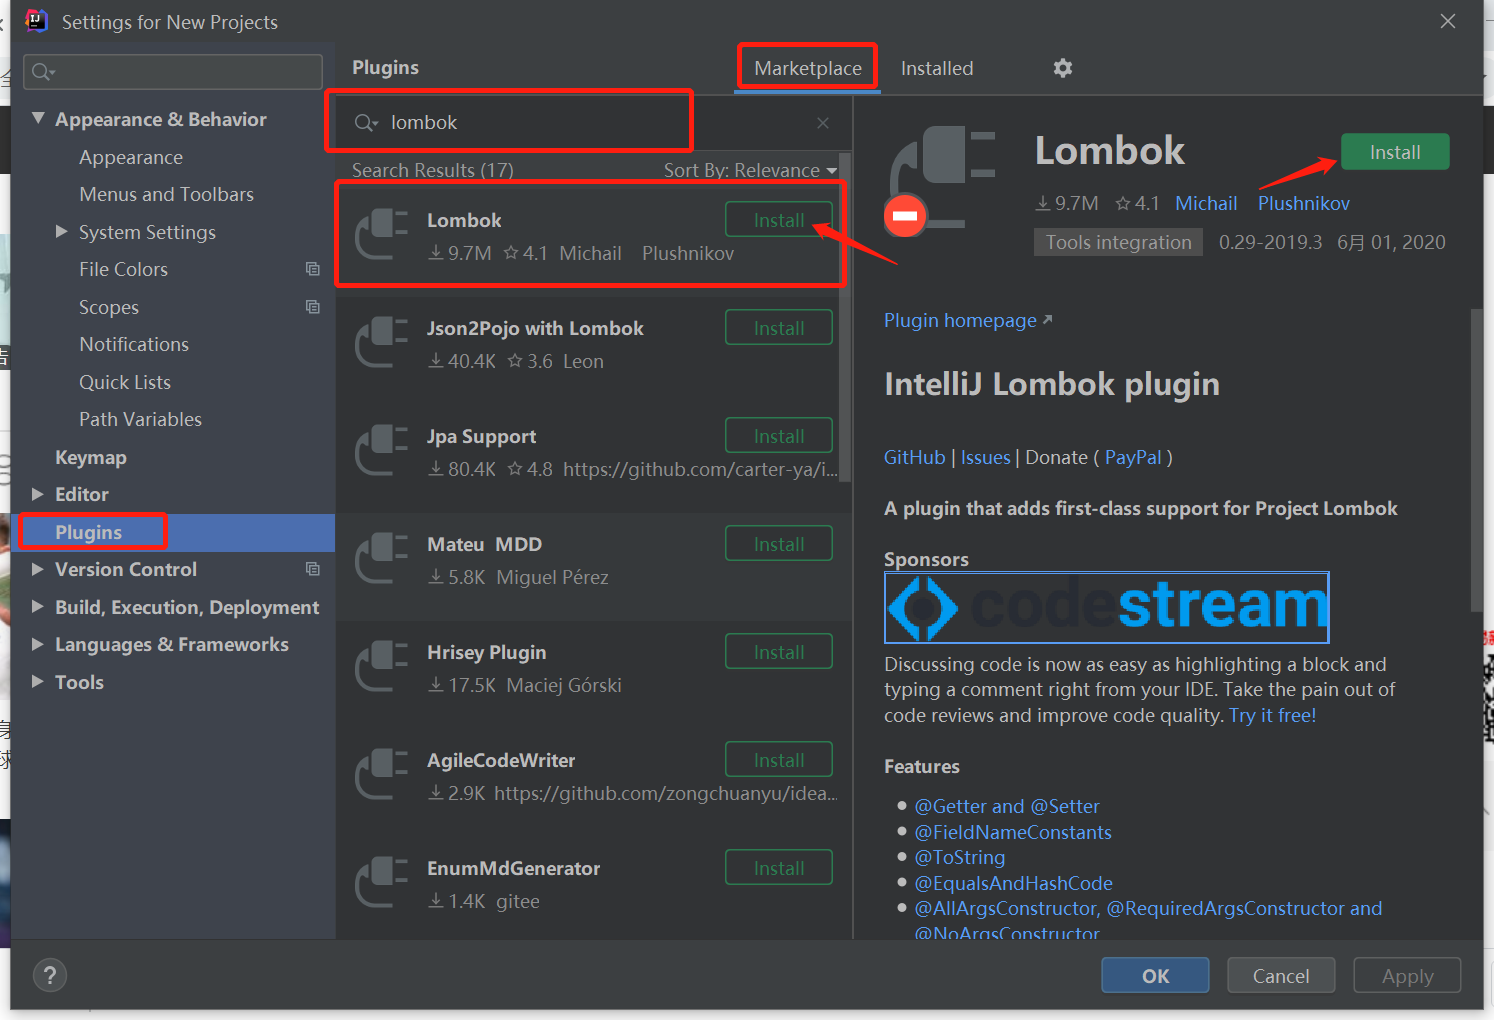 Settings for New Projects
Appearance & Behavior
Appearance
Menus and Toolbars
System Settings
File Colors
Scopes
Notifications
Quick Lists
Path Variables
Keymap
Editor
Plugins
Version Control
Build, Execution, Deployment
Languages & Frameworks
Tools
Plugins
Marketplace
Installed
lombok
Search Results (17)
Sort By: Relevance
Lombok
Install
9.7M 4.1 Michail Plushnikov
Json2Pojo with Lombok
Install
40.4K 3.6 Leon
Jpa Support
Install
80.4K 4.8 https://github.com/carter-ya/i...
Mateu MDD
Install
5.8K Miguel Pérez
Hrisey Plugin
Install
17.5K Maciej Górski
AgileCodeWriter
Install
2.9K https://github.com/zongchuanyu/idea...
EnumMdGenerator
Install
1.4K gitee
Lombok
Install
9.7M 4.1 Michail Plushnikov
Tools integration 0.29-2019.3 6月 01, 2020
Plugin homepage
IntelliJ Lombok plugin
GitHub | Issues | Donate ( PayPal )
A plugin that adds first-class support for Project Lombok
Sponsors
codestream
Discussing code is now as easy as highlighting a block and
typing a comment right from your IDE. Take the pain out of
code reviews and improve code quality. Try it free!
Features
@Getter and @Setter
@FieldNameConstants
@ToString
@EqualsAndHashCode
@AllArgsConstructor, @RequiredArgsConstructor and
@NoArgsConstructor
?
OK
Cancel
Apply